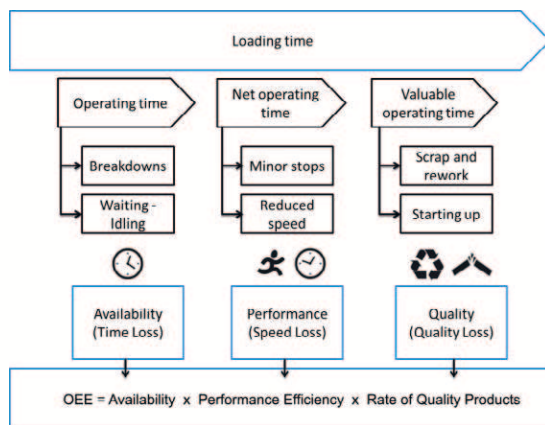 Loading time
Operating time
Net operating
time
Valuable
operating time
Breakdowns
Minor stops
Scrap and
rework
Waiting -
Idling
Reduced
speed
Starting up
Availability
(Time Loss)
Performance
(Speed Loss)
Quality
(Quality Loss)
OEE = Availability x Performance Efficiency x Rate of Quality Products